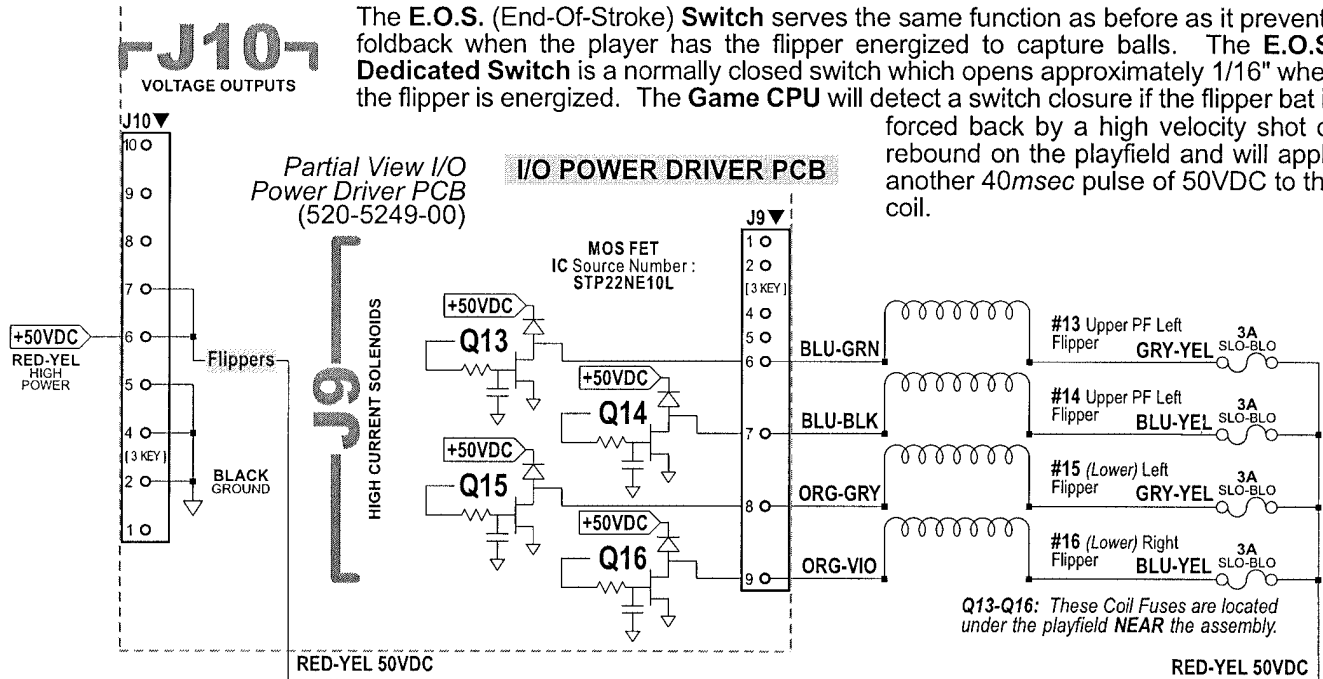 The E.O.S. (End-Of-Stroke) Switch serves the same function as before as it prevent
foldback when the player has the flipper energized to capture balls. The E.O.S
Dedicated Switch is a normally closed switch which opens approximately 1/16" whe
the flipper is energized. The Game CPU will detect a switch closure if the flipper bat i
forced back by a high velocity shot o
rebound on the playfield and will appl
another 40msec pulse of 50VDC to th
coil.
J10
VOLTAGE OUTPUTS
J10▼
10
9
8
7
6
5
4
[ 3 KEY ]
2
1
+50VDC
RED-YEL
HIGH
POWER
Flippers
BLACK
GROUND
Partial View I/O
Power Driver PCB
(520-5249-00)
I/O POWER DRIVER PCB
J9
HIGH CURRENT SOLENOIDS
MOS FET
IC Source Number :
STP22NE10L
+50VDC
Q13
+50VDC
Q14
+50VDC
Q15
+50VDC
Q16
J9▼
1
2
[ 3 KEY ]
4
5
6
7
8
9
BLU-GRN
BLU-BLK
ORG-GRY
ORG-VIO
#13 Upper PF Left
Flipper
GRY-YEL
3A
SLO-BLO
#14 Upper PF Left
Flipper
BLU-YEL
3A
SLO-BLO
#15 (Lower) Left
Flipper
GRY-YEL
3A
SLO-BLO
#16 (Lower) Right
Flipper
BLU-YEL
3A
SLO-BLO
Q13-Q16: These Coil Fuses are located
under the playfield NEAR the assembly.
RED-YEL 50VDC
RED-YEL 50VDC